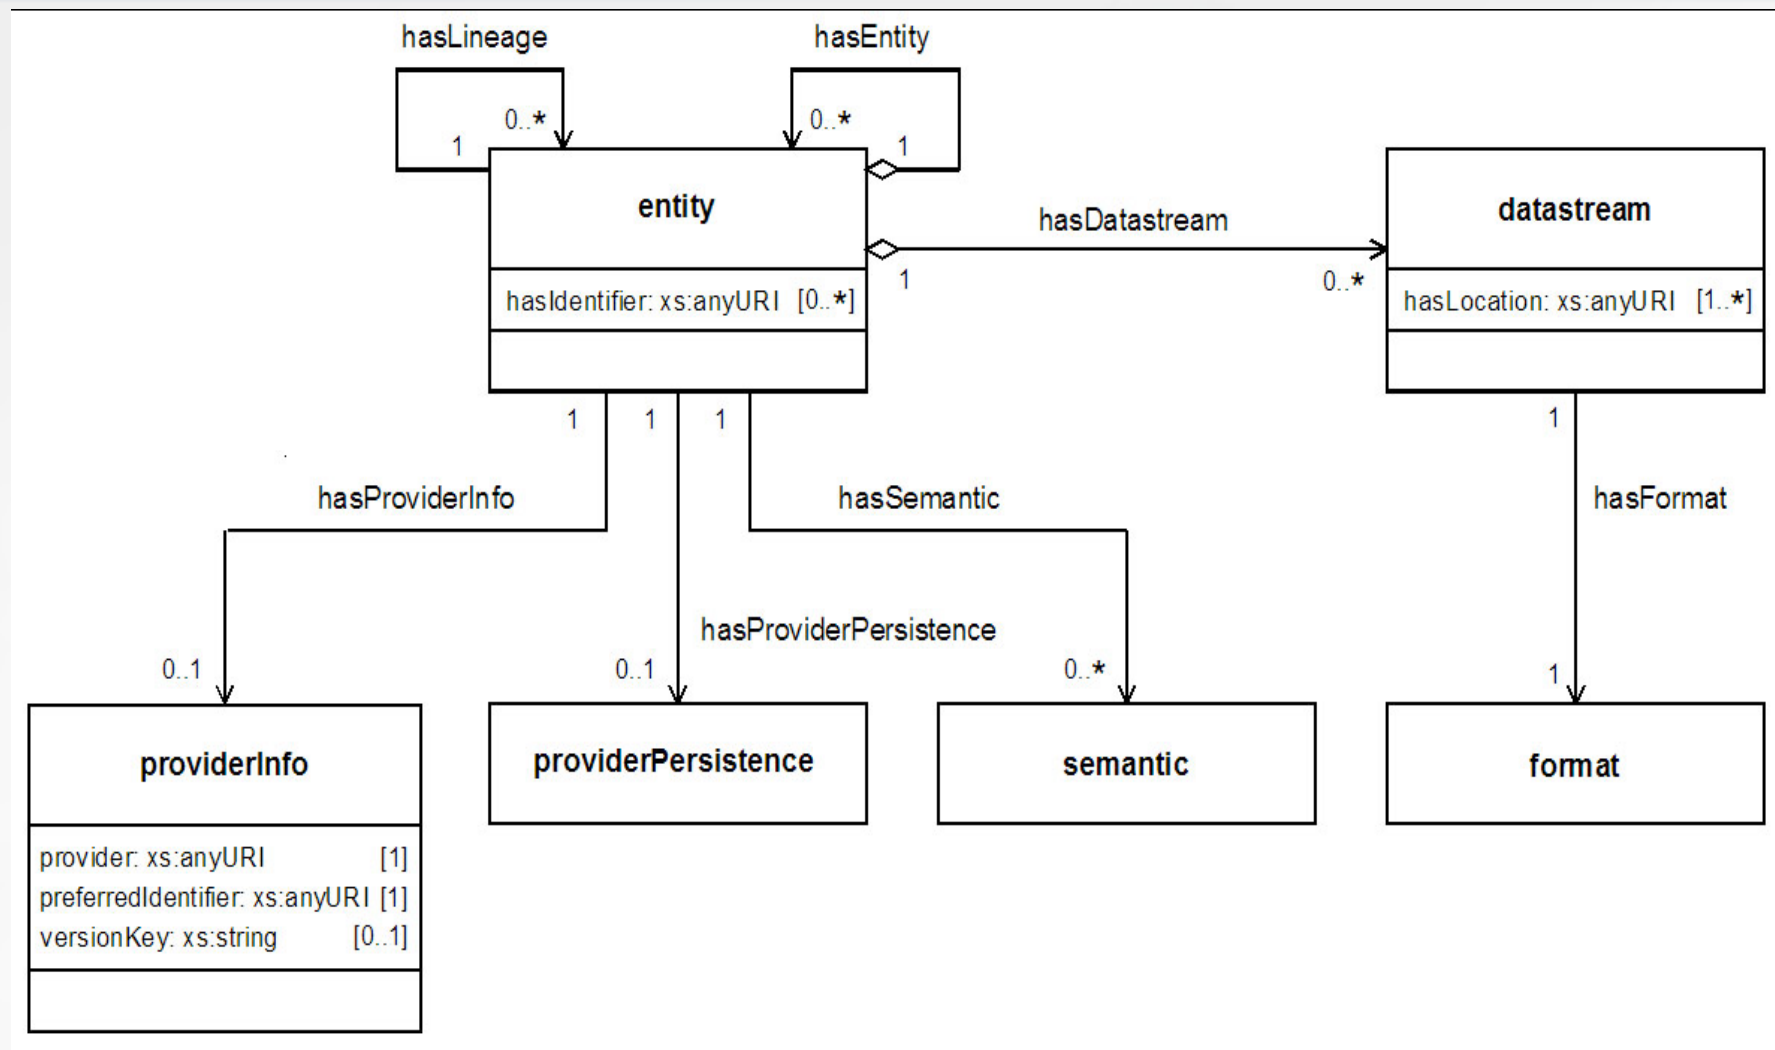 hasLineage
hasEntity
0..*
0..*
1
1
entity
datastream
hasDatastream
1
0..*
hasIdentifier: xs:anyURI [0..*]
hasLocation: xs:anyURI [1..*]
1
1
1
1
hasProviderInfo
hasSemantic
hasFormat
hasProviderPersistence
0..1
0..1
0..*
1
providerInfo
providerPersistence
semantic
format
provider: xs:anyURI [1]
preferredIdentifier: xs:anyURI [1]
versionKey: xs:string [0..1]